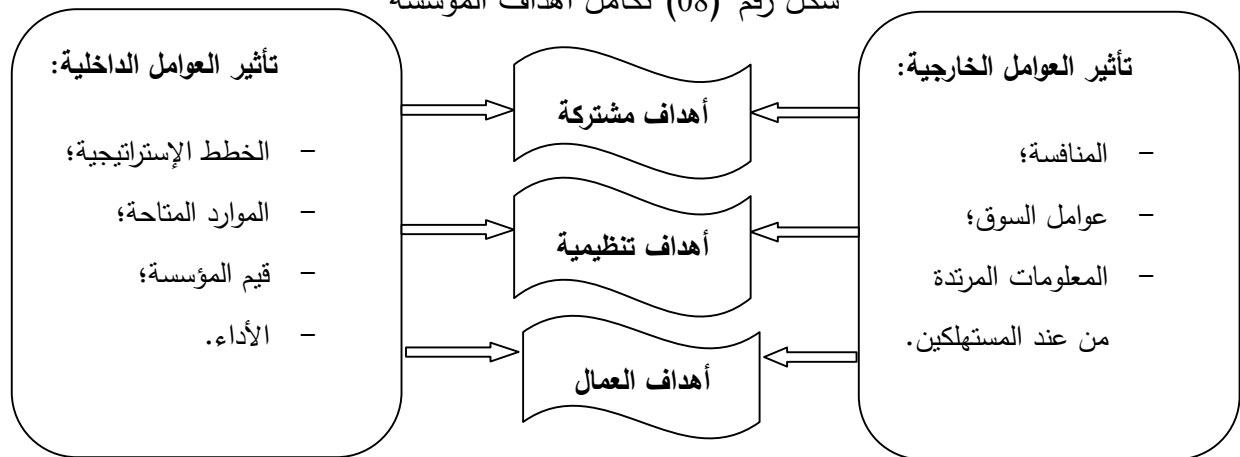 شكل رقم (08) تكامل أهداف المؤسسة
تأثير العوامل الخارجية:
- المنافسة؛
- عوامل السوق؛
- المعلومات المرتدة
من عند المستهلكين.
أهداف مشتركة
أهداف تنظيمية
أهداف العمال
تأثير العوامل الداخلية:
- الخطط الإستراتيجية؛
- الموارد المتاحة؛
- قيم المؤسسة؛
- الأداء.